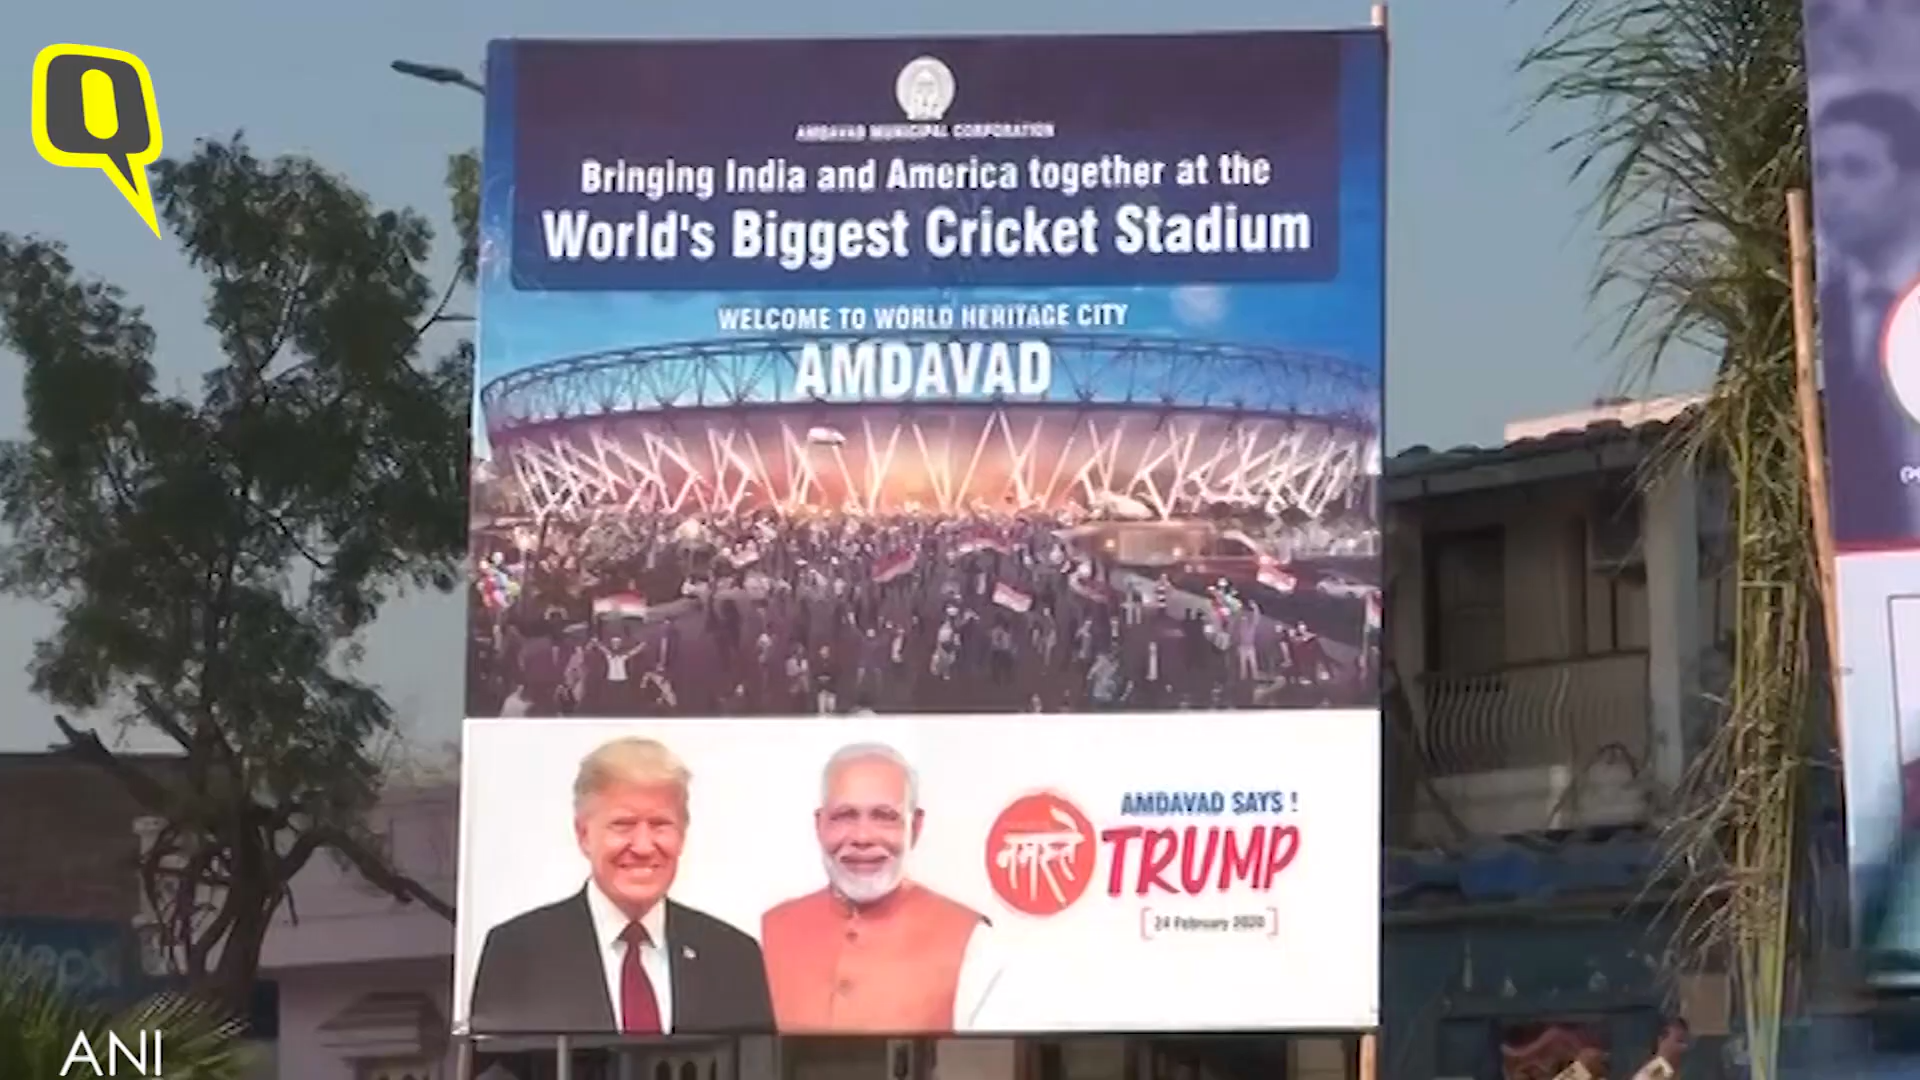 AMDAVAD MUNICIPAL CORPORATION
Bringing India and America together at the
World's Biggest Cricket Stadium
WELCOME TO WORLD HERITAGE CITY
AMDAVAD
AMDAVAD SAYS !
नमस्ते TRUMP
[24 February 2020]
ANI